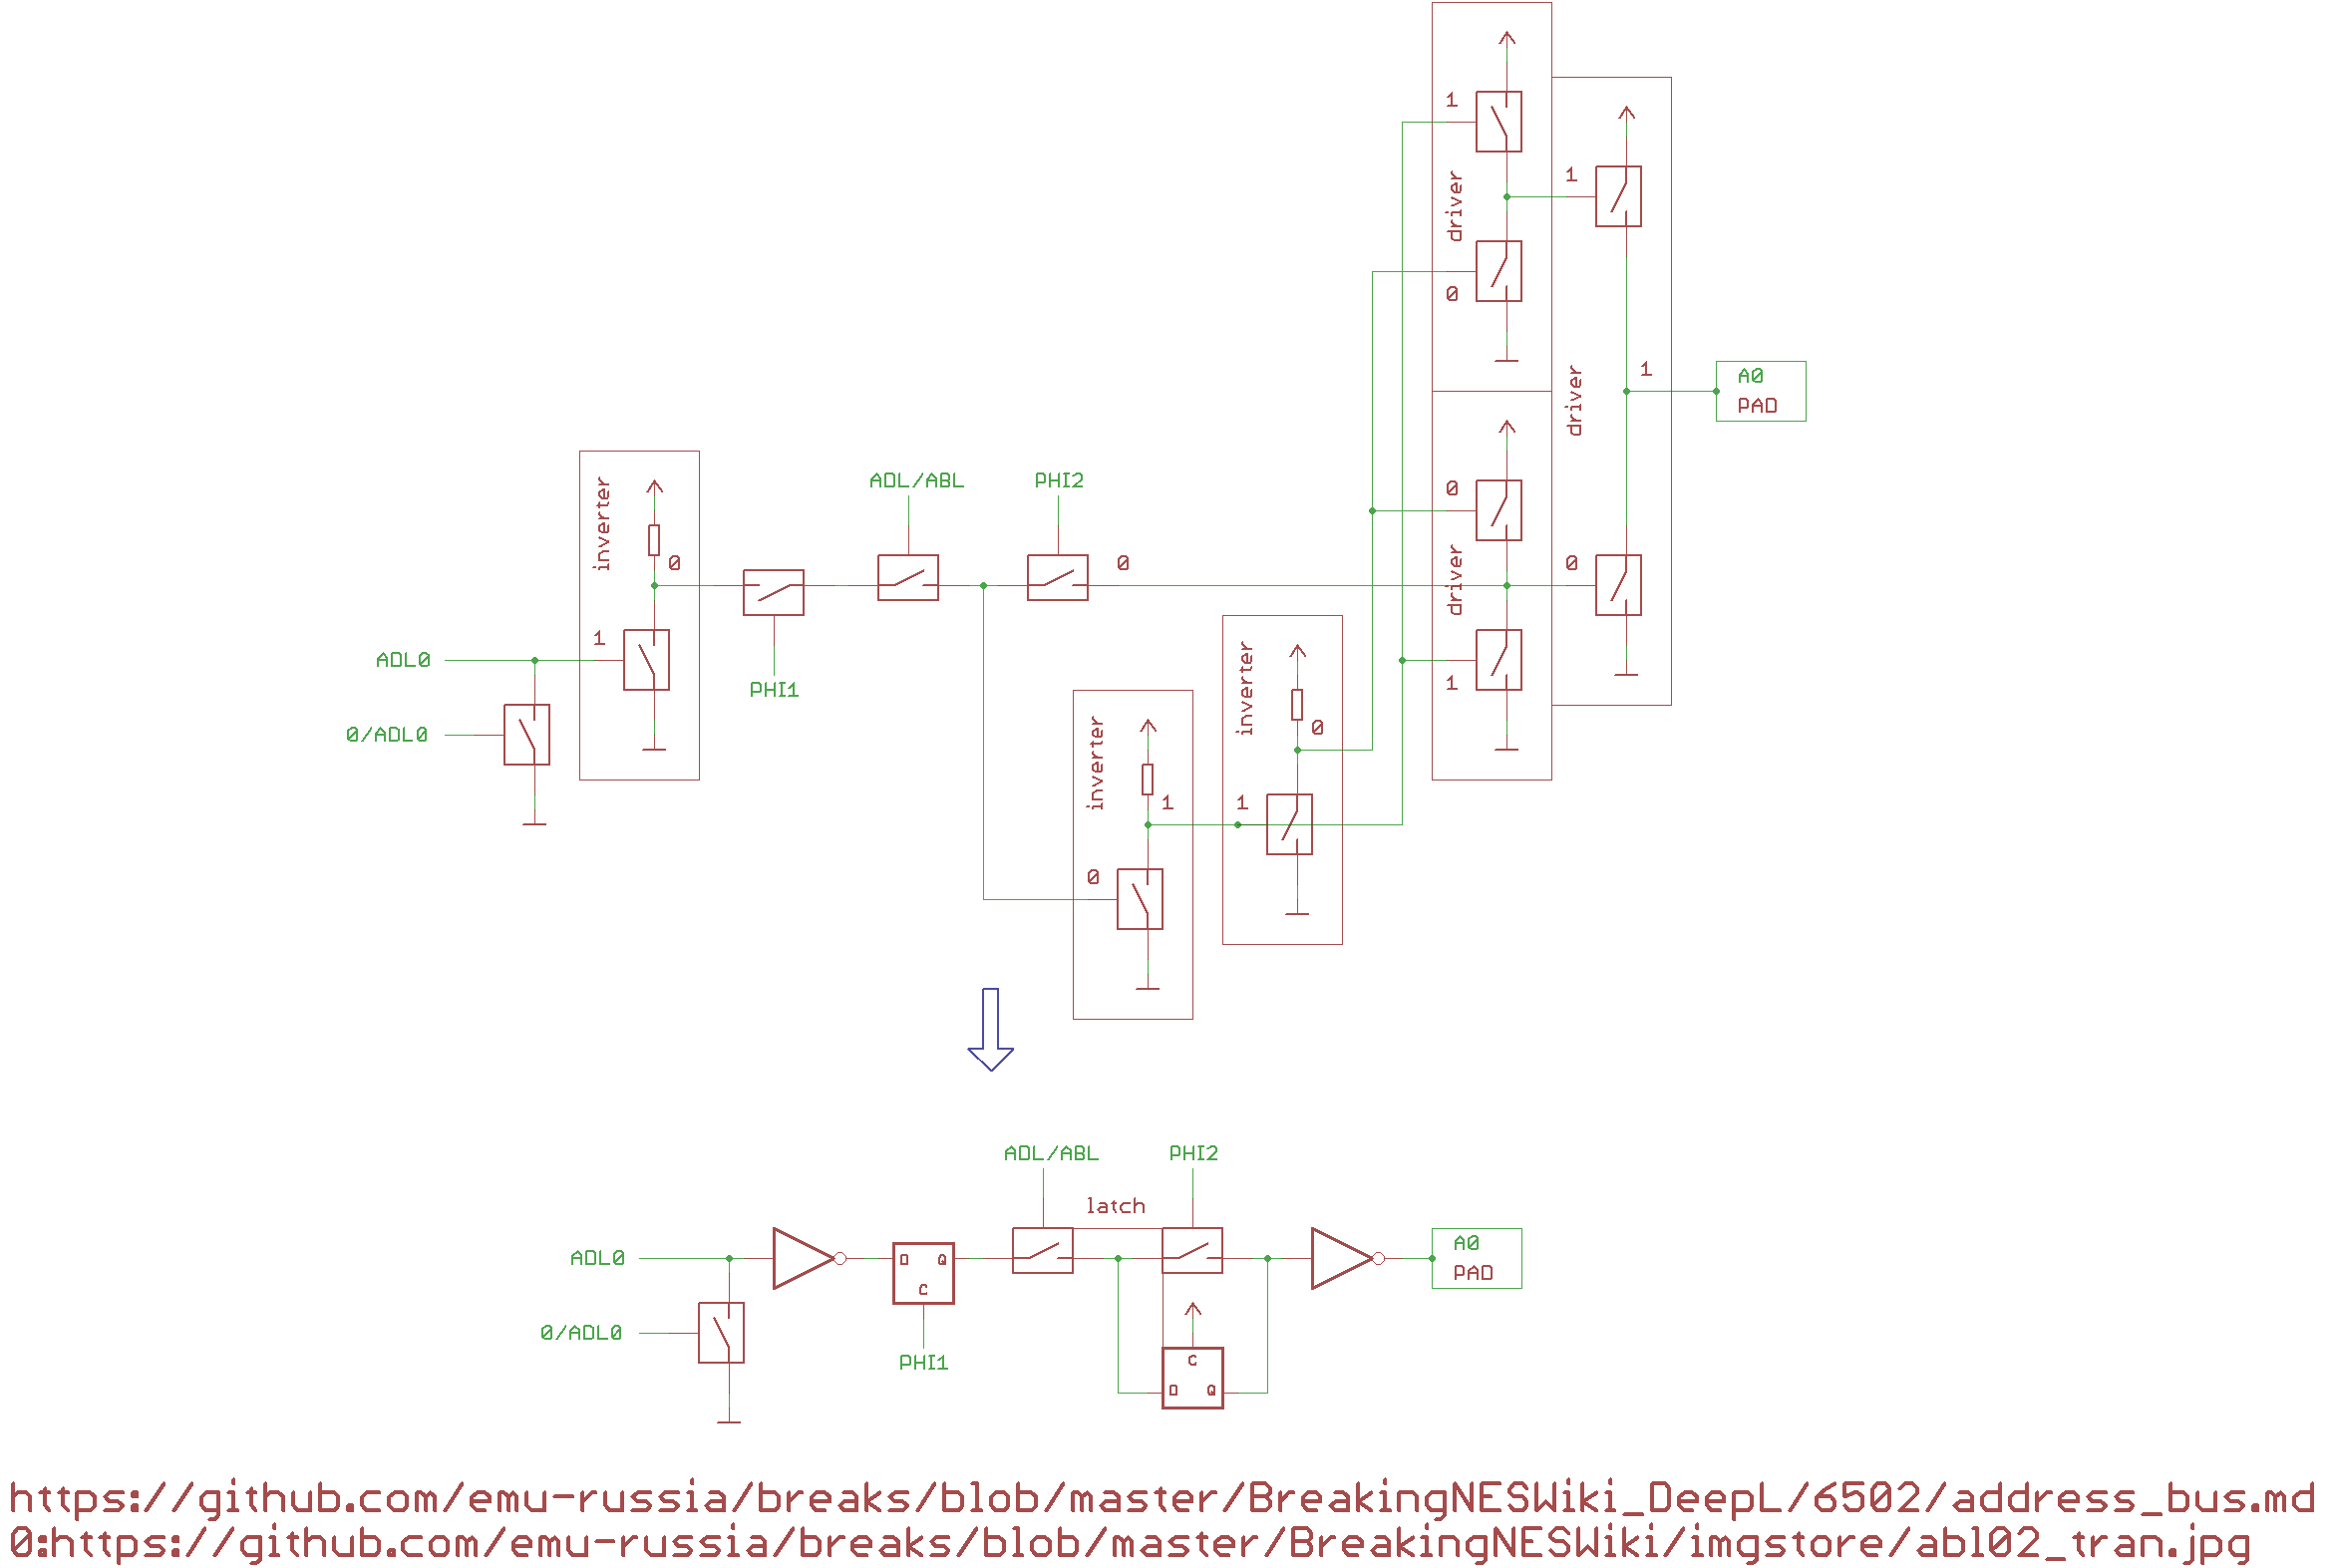 1
1
driver
0
1
A0
PAD
driver
inverter
0
ADL/ABL
PHI2
0
0
0
driver
1
1
ADL0
PHI1
0/ADL0
inverter
0
inverter
1
1
0
ADL/ABL
PHI2
latch
ADL0
D Q
C
A0
PAD
0/ADL0
PHI1
C
D Q
https://github.com/emu-russia/breaks/blob/master/BreakingNESWiki_DeepL/6502/address_bus.md
0:https://github.com/emu-russia/breaks/blob/master/BreakingNESWiki/imgstore/abl02_tran.jpg